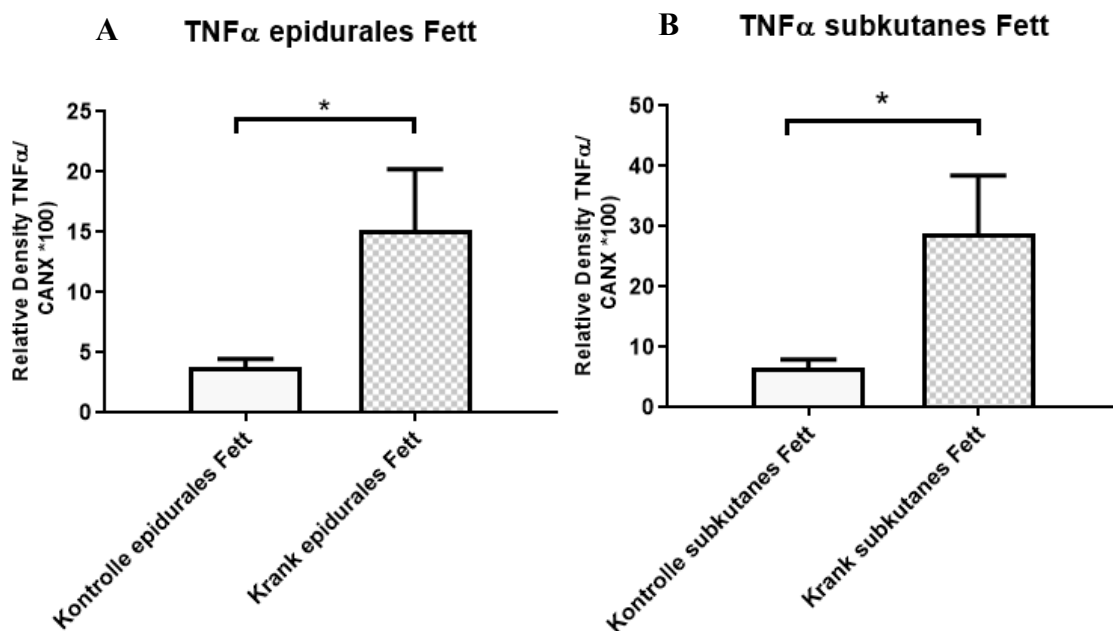 A
TNFα epidurales Fett
Relative Density TNFα/
CANX *100)
25
20
15
10
5
0
*
Kontrolle epidurales Fett
Krank epidurales Fett
B
TNFα subkutanes Fett
Relative Density TNFα/
CANX *100)
50
40
30
20
10
0
*
Kontrolle subkutanes Fett
Krank subkutanes Fett